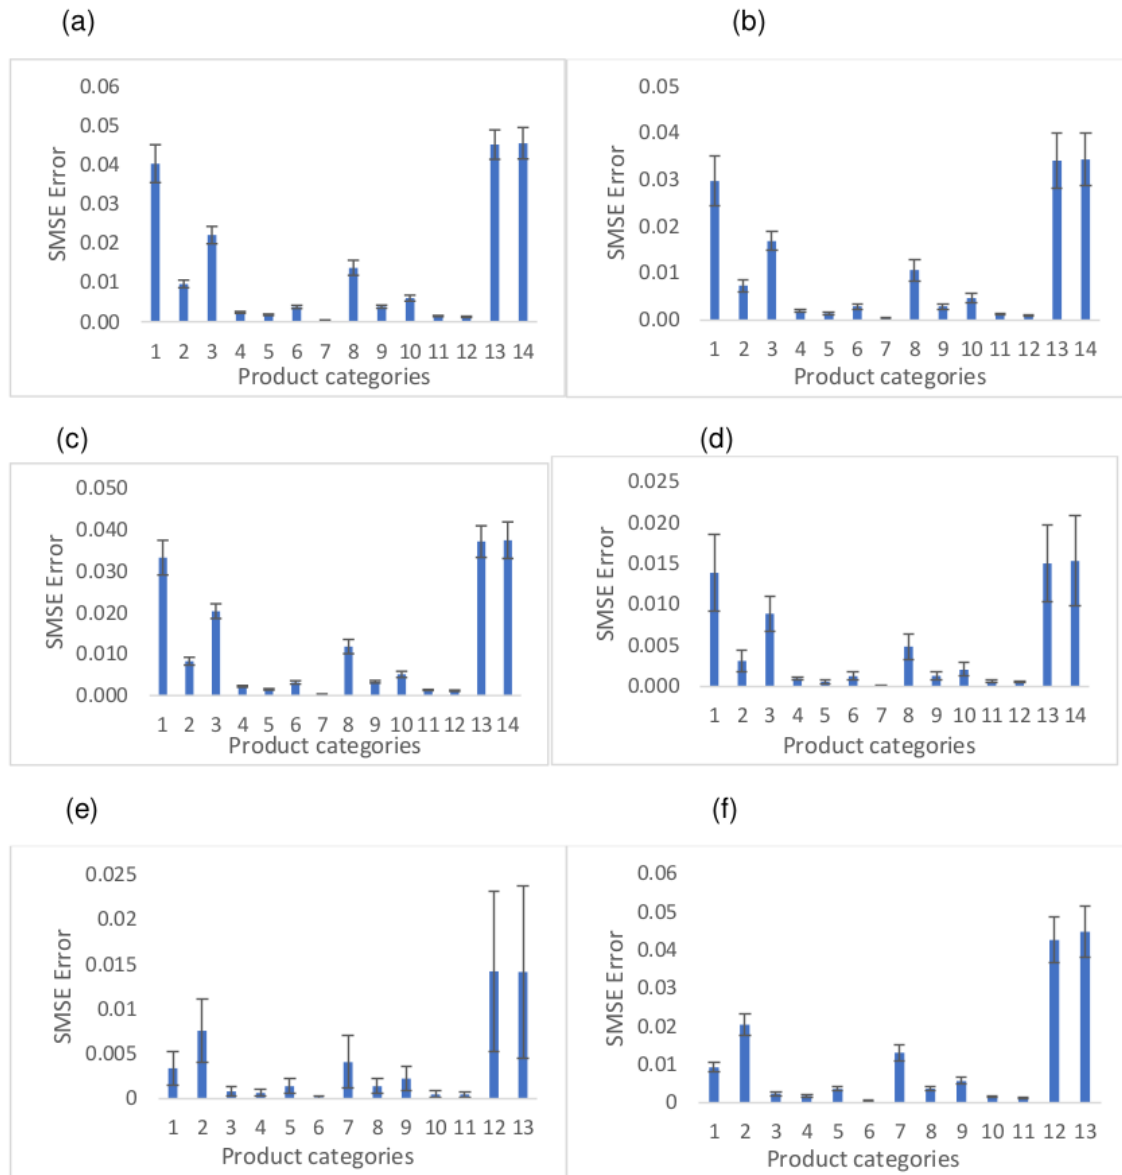 (a)
(b)
0.06
0.05
0.04
0.03
0.02
0.01
0.00
SMSE Error
1 2 3 4 5 6 7 8 9 10 11 12 13 14
Product categories
0.05
0.04
0.03
0.02
0.01
0.00
SMSE Error
1 2 3 4 5 6 7 8 9 10 11 12 13 14
Product categories
(c)
(d)
0.050
0.040
0.030
0.020
0.010
0.000
SMSE Error
1 2 3 4 5 6 7 8 9 10 11 12 13 14
Product categories
0.025
0.020
0.015
0.010
0.005
0.000
SMSE Error
1 2 3 4 5 6 7 8 9 10 11 12 13 14
Product categories
(e)
(f)
0.025
0.02
0.015
0.01
0.005
0
SMSE Error
1 2 3 4 5 6 7 8 9 10 11 12 13
Product categories
0.06
0.05
0.04
0.03
0.02
0.01
0
SMSE Error
1 2 3 4 5 6 7 8 9 10 11 12 13
Product categories